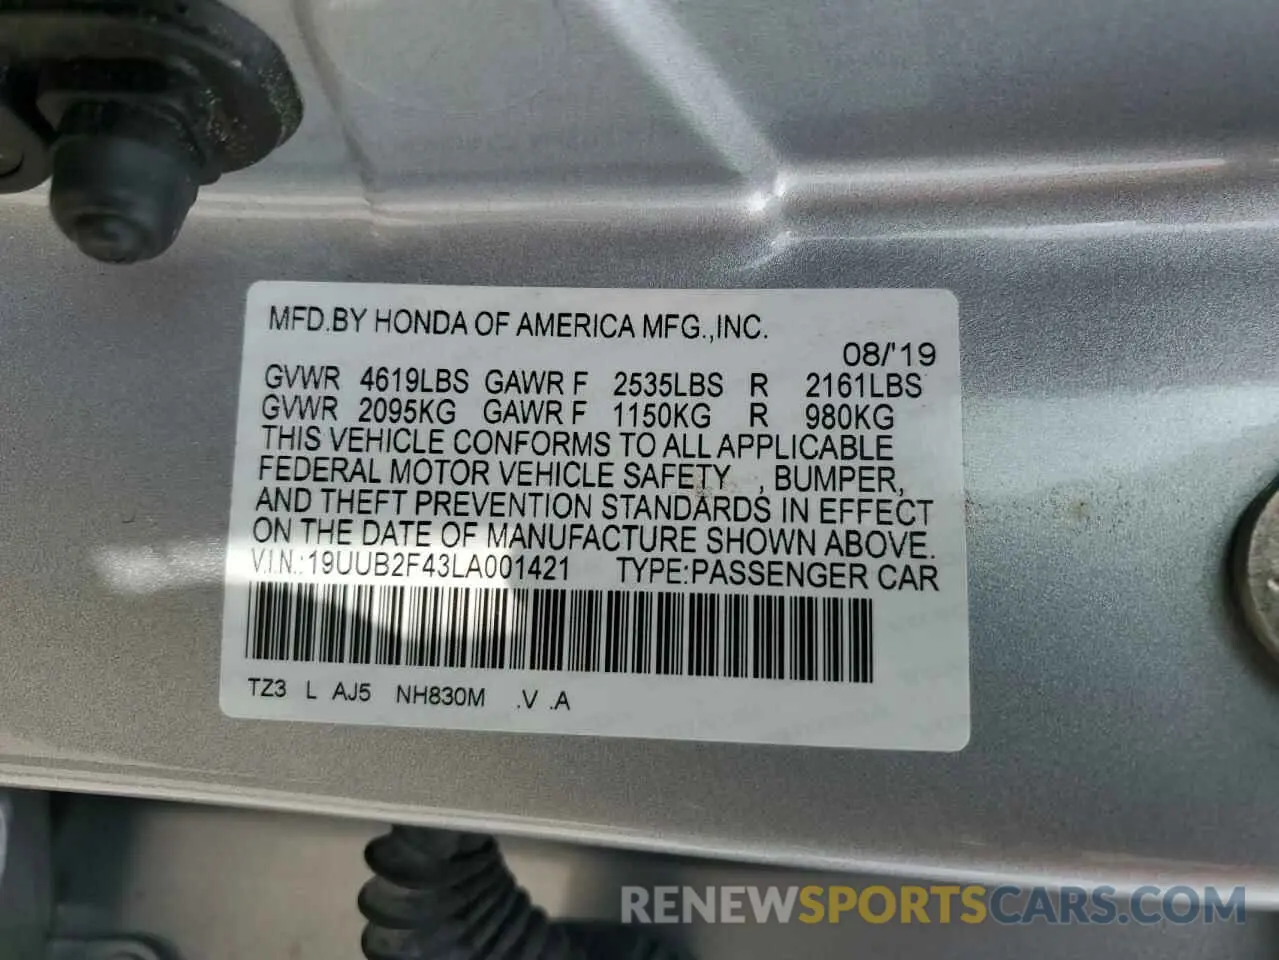 MFD.BY HONDA OF AMERICA MFG.,INC.
08/'19
GVWR 4619LBS GAWR F 2535LBS R 2161LBS
GVWR 2095KG GAWR F 1150KG R 980KG
THIS VEHICLE CONFORMS TO ALL APPLICABLE
FEDERAL MOTOR VEHICLE SAFETY , BUMPER,
AND THEFT PREVENTION STANDARDS IN EFFECT
ON THE DATE OF MANUFACTURE SHOWN ABOVE.
V.I.N.:19UUB2F43LA001421 TYPE:PASSENGER CAR
TZ3 L AJ5 NH830M .V .A
RENEWSPORTSCARS.COM